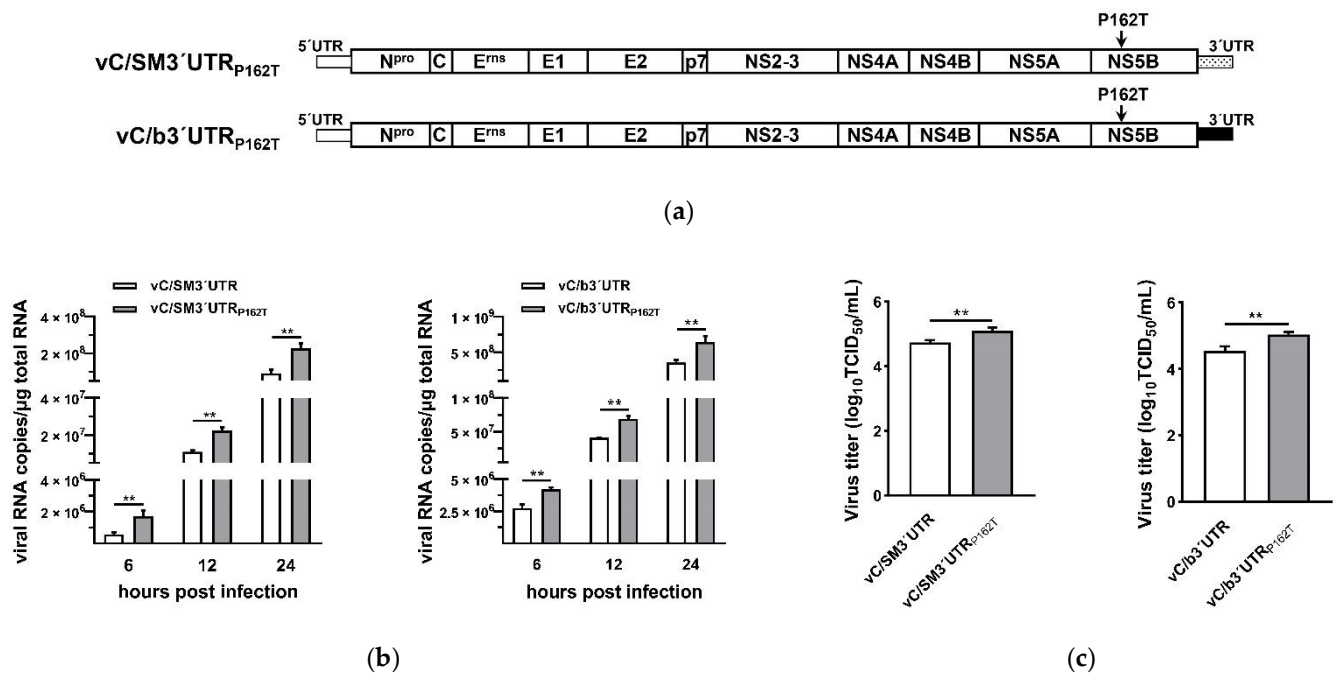 P162T
5´UTR 3´UTR
vC/SM3´UTRP162T Npro C Erns E1 E2 p7 NS2-3 NS4A NS4B NS5A NS5B
P162T
5´UTR 3´UTR
vC/b3´UTRP162T Npro C Erns E1 E2 p7 NS2-3 NS4A NS4B NS5A NS5B
(a)
viral RNA copies/μg total RNA
vC/SM3´UTR
vC/SM3´UTRP162T
4 × 10⁸
2 × 10⁸
4 × 10⁷
2 × 10⁷
4 × 10⁶
2 × 10⁶
** ** **
6 12 24
hours post infection
viral RNA copies/μg total RNA
vC/b3´UTR
vC/b3´UTRP162T
1 × 10⁹
5 × 10⁸
1 × 10⁸
5 × 10⁷
5 × 10⁶
2.5 × 10⁶
** ** **
6 12 24
hours post infection
(b)
Virus titer (log₁₀TCID₅₀/mL)
6
4
2
0
**
vC/SM3´UTR
vC/SM3´UTRP162T
Virus titer (log₁₀TCID₅₀/mL)
6
4
2
0
**
vC/b3´UTR
vC/b3´UTRP162T
(c)